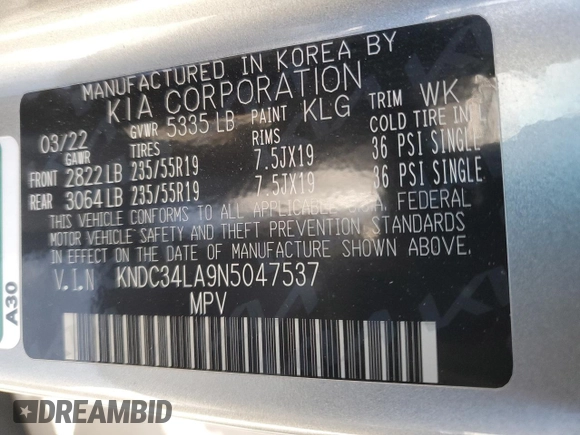 MANUFACTURED IN KOREA BY
KIA CORPORATION
03/22 GVWR 5335 LB PAINT KLG TRIM WK
GAWR TIRES RIMS COLD TIRE IN
FRONT 2822 LB 235/55R19 7.5JX19 36 PSI SINGLE
REAR 3064 LB 235/55R19 7.5JX19 36 PSI SINGLE
THIS VEHICLE CONFORMS TO ALL APPLICABLE U.S.A. FEDERAL
MOTOR VEHICLE SAFETY AND THEFT PREVENTION STANDARDS
IN EFFECT ON THE DATE OF MANUFACTURE SHOWN ABOVE.
V.I.N KNDC34LA9N5047537
MPV
A30
DREAMBID